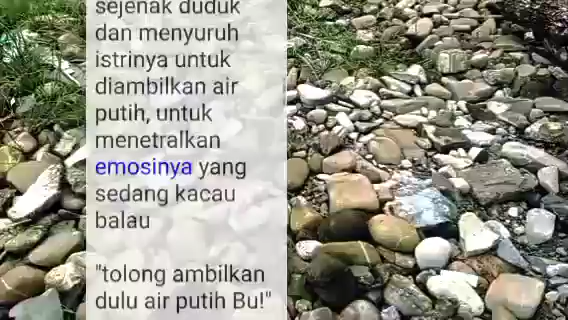 sejenak duduk
dan menyuruh
istrinya untuk
diambilkan air
putih, untuk
menetralkan
emosinya yang
sedang kacau
balau
"tolong ambilkan
dulu air putih Bu!"